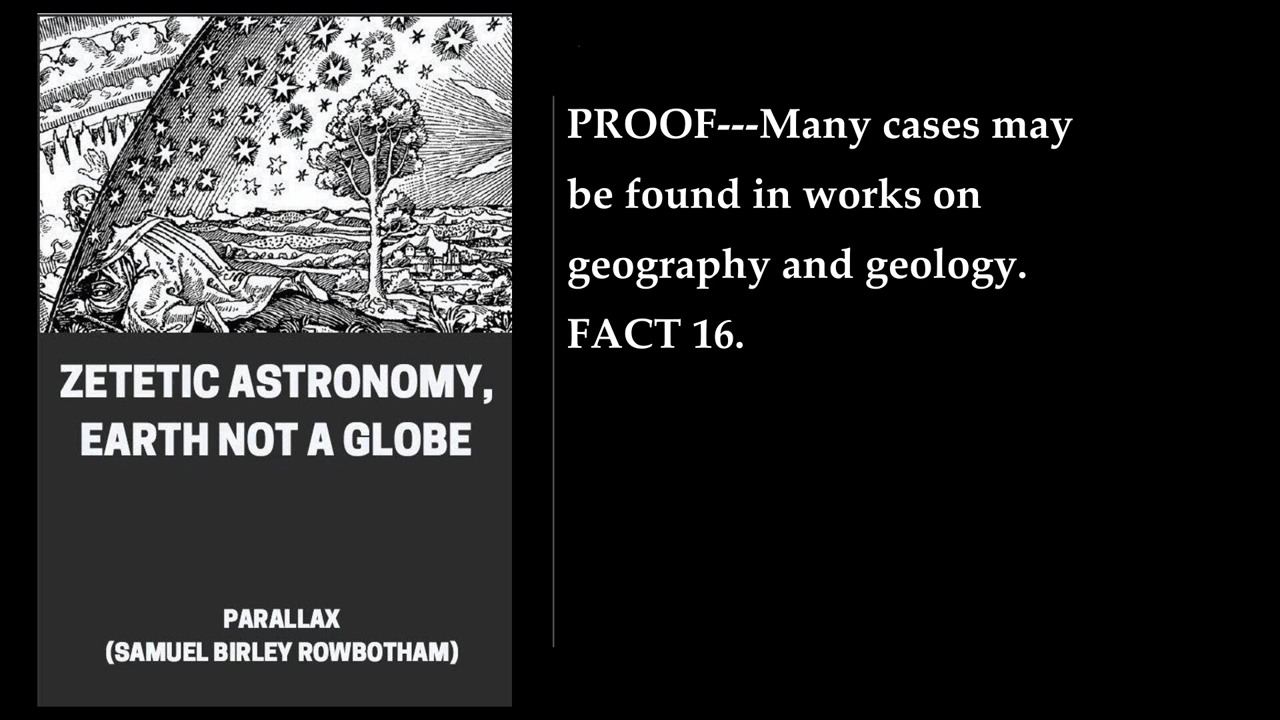 ZETETIC ASTRONOMY,
EARTH NOT A GLOBE
PARALLAX
(SAMUEL BIRLEY ROWBOTHAM)
PROOF---Many cases may
be found in works on
geography and geology.
FACT 16.